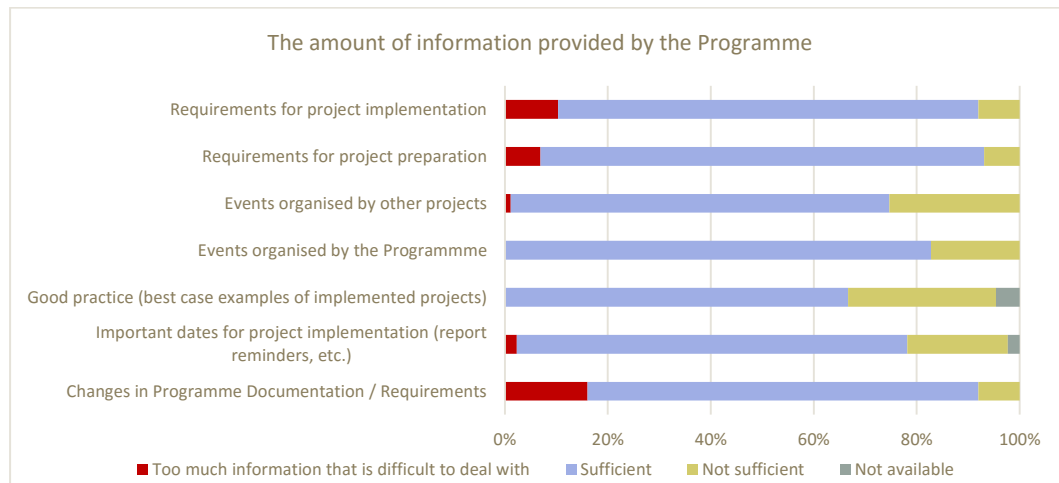 The amount of information provided by the Programme
Requirements for project implementation
Requirements for project preparation
Events organised by other projects
Events organised by the Programmme
Good practice (best case examples of implemented projects)
Important dates for project implementation (report
reminders, etc.)
Changes in Programme Documentation / Requirements
0% 20% 40% 60% 80% 100%
Too much information that is difficult to deal with Sufficient Not sufficient Not available